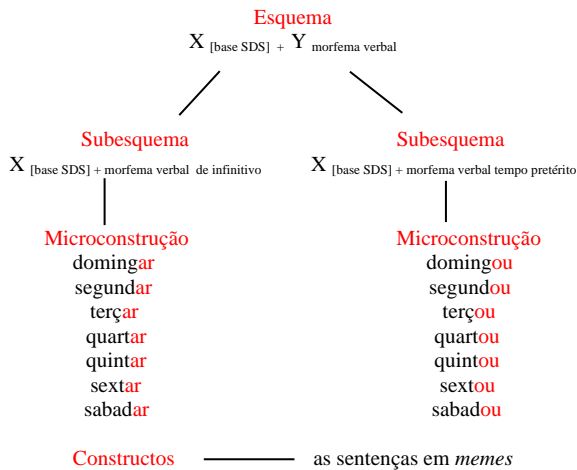 Esquema
X [base SDS] + Y morfema verbal
Subesquema
X [base SDS] + morfema verbal de infinitivo
Microconstrução
domingar
segundar
terçar
quartar
quintar
sextar
sabadar
Subesquema
X [base SDS] + morfema verbal tempo pretérito
Microconstrução
domingou
segundou
terçou
quartou
quintou
sextou
sabadou
Constructos as sentenças em memes